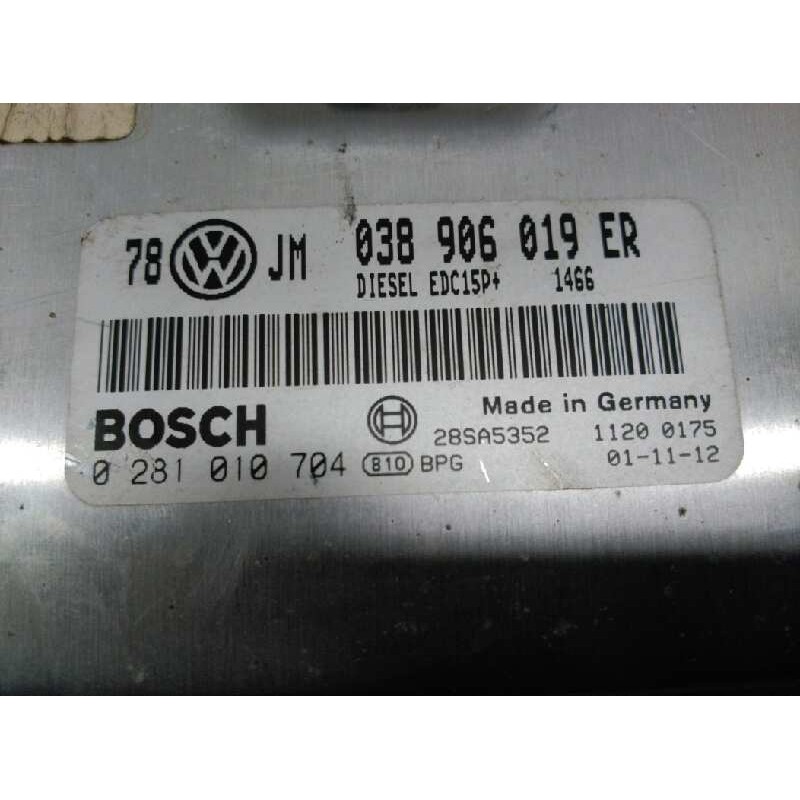 78 VW JM 038 906 019 ER
DIESEL EDC15P+ 1466
BOSCH Made in Germany
28SA5352 1120 0175
0 281 010 704 810 BPG 01-11-12